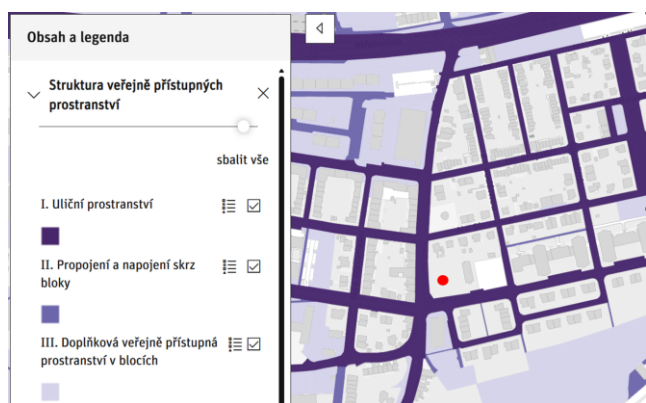 Obsah a legenda
Struktura veřejně přístupných
prostranství
sbalit vše
I. Uliční prostranství
II. Propojení a napojení skrz
bloky
III. Doplňková veřejně přístupná
prostranství v blocích